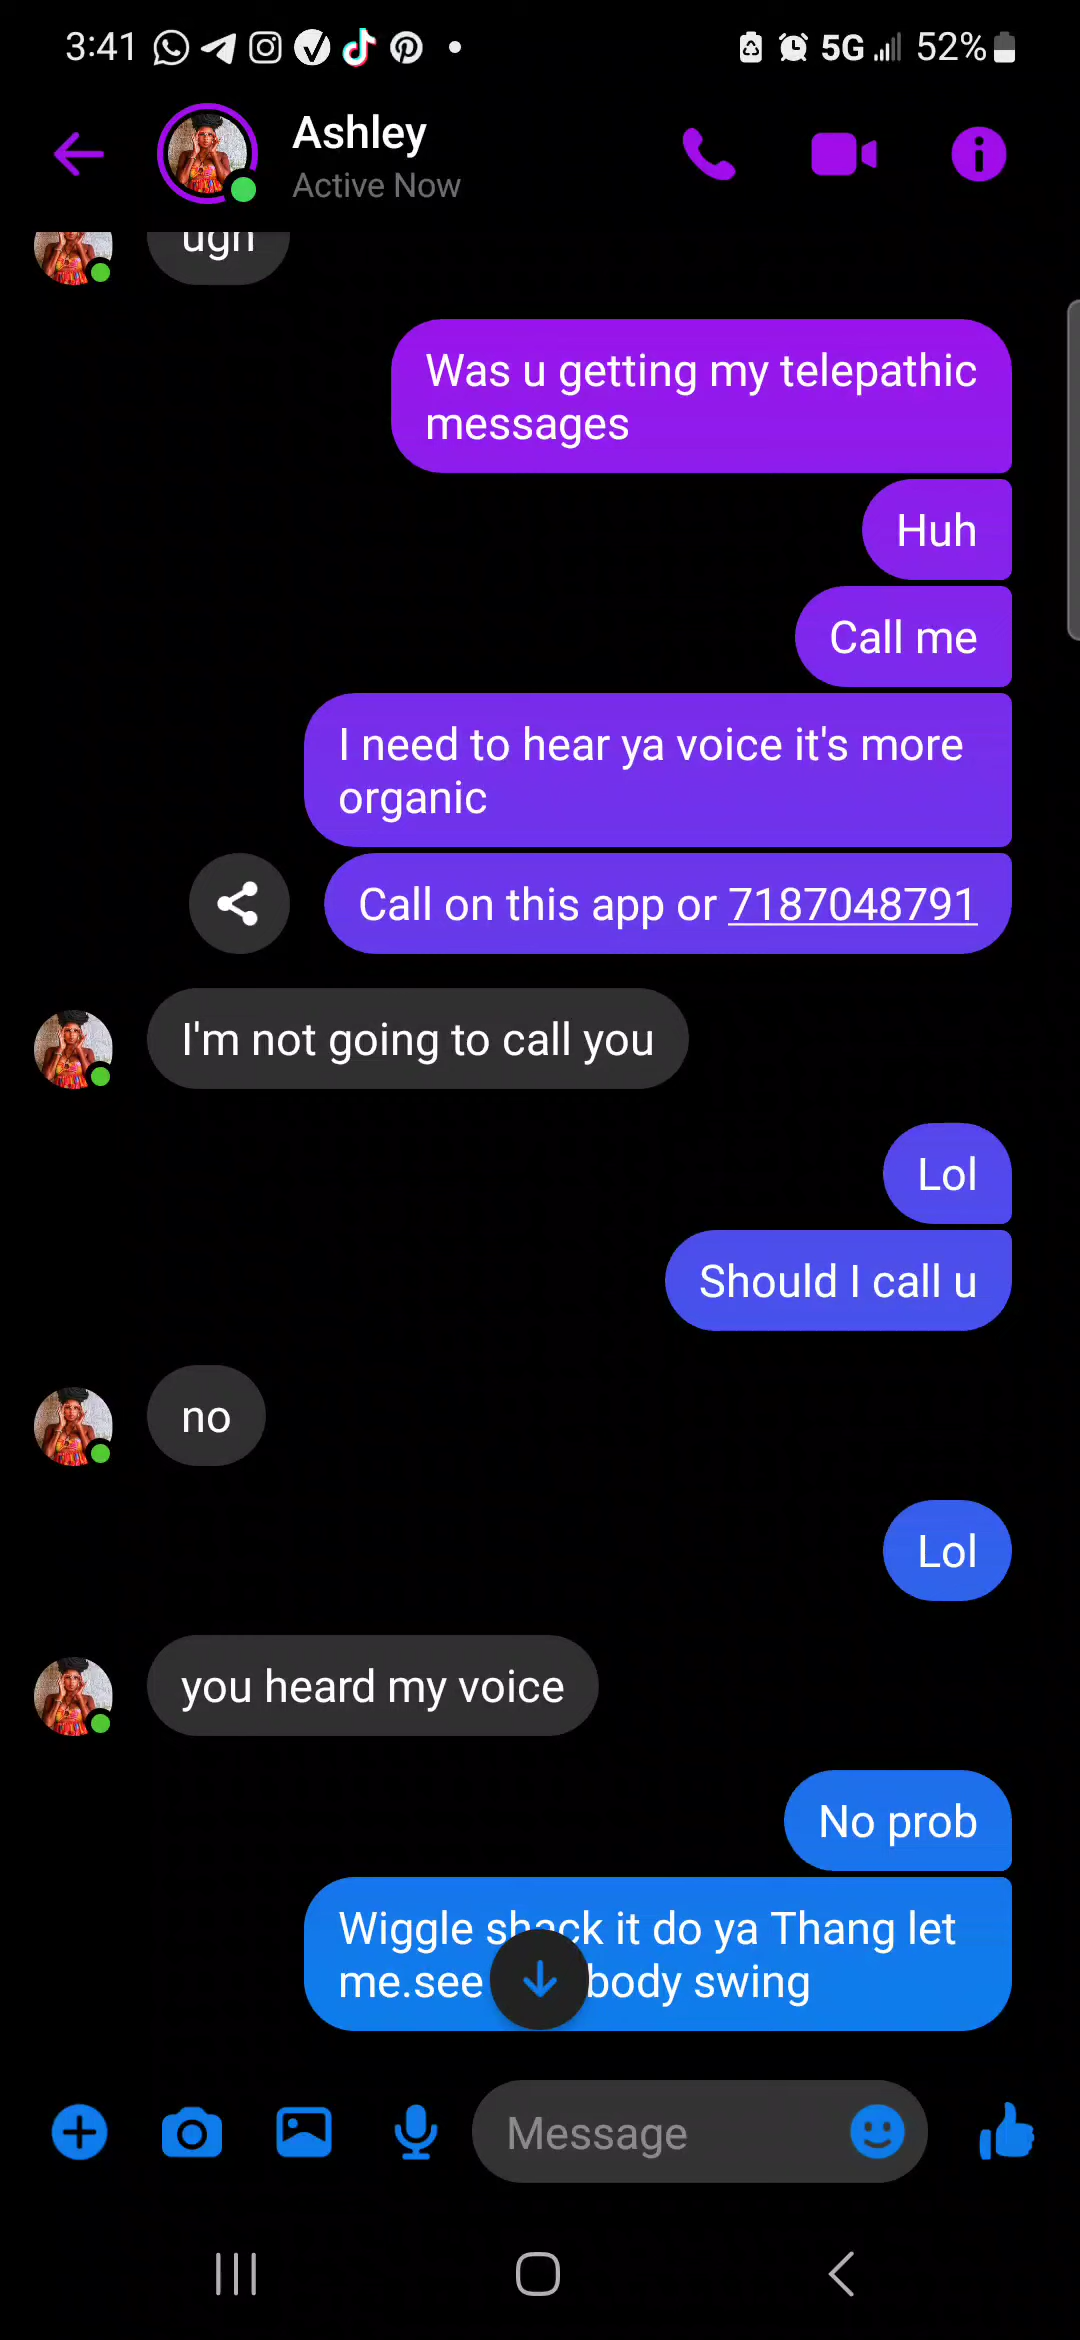 3:41
5G 52%
Ashley
Active Now
ugh
Was u getting my telepathic
messages
Huh
Call me
I need to hear ya voice it's more
organic
Call on this app or 7187048791
I'm not going to call you
Lol
Should I call u
no
Lol
you heard my voice
No prob
Wiggle shack it do ya Thang let
me.see body swing
Message